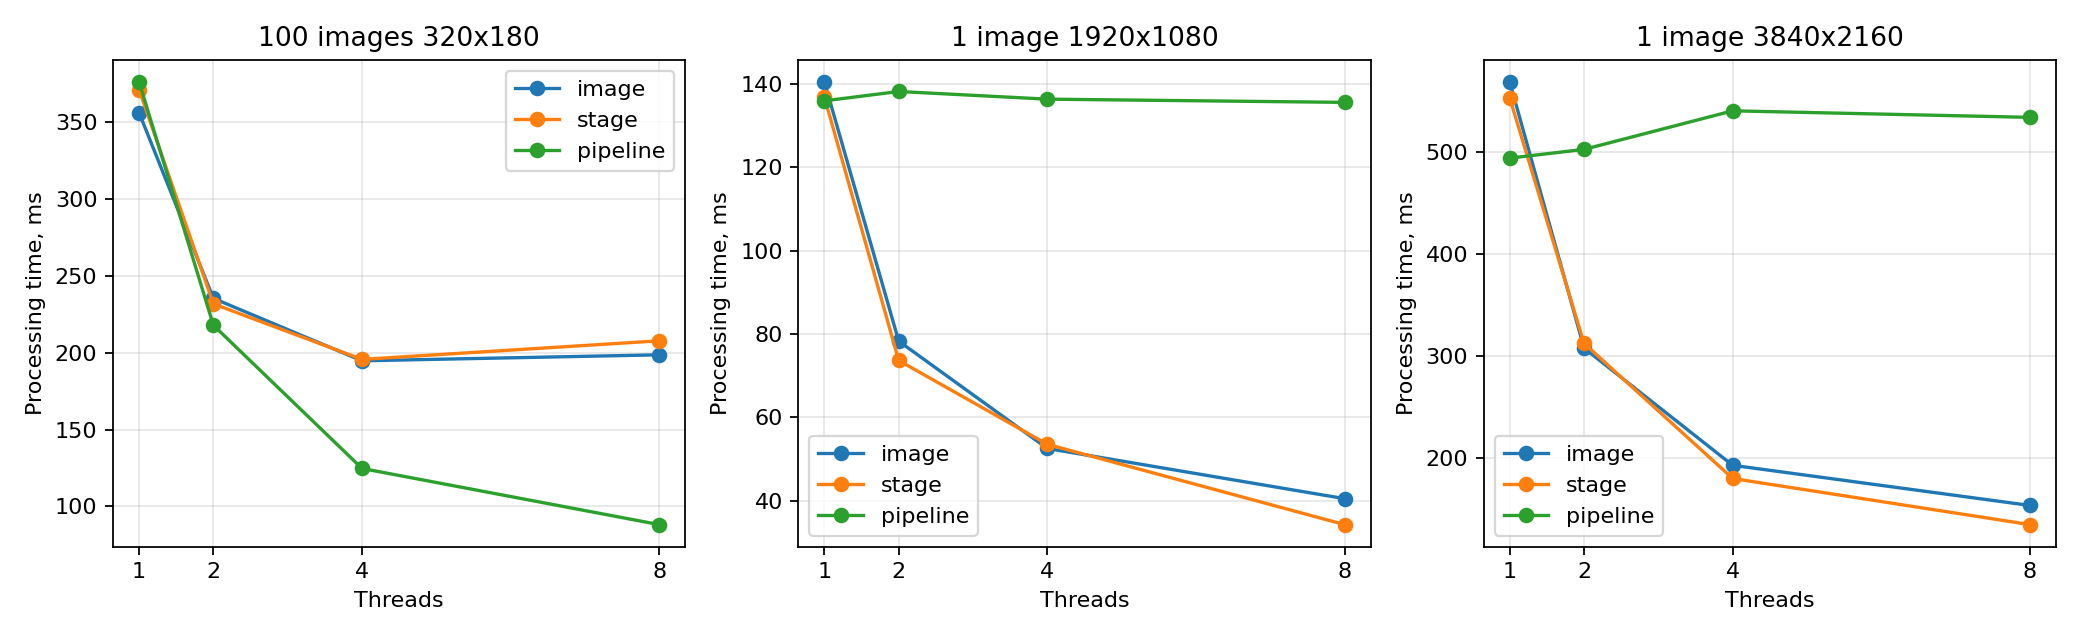 100 images 320x180
Processing time, ms
350
300
250
200
150
100
image
stage
pipeline
1 2 4 8
Threads
1 image 1920x1080
Processing time, ms
140
120
100
80
60
40
image
stage
pipeline
1 2 4 8
Threads
1 image 3840x2160
Processing time, ms
500
400
300
200
image
stage
pipeline
1 2 4 8
Threads